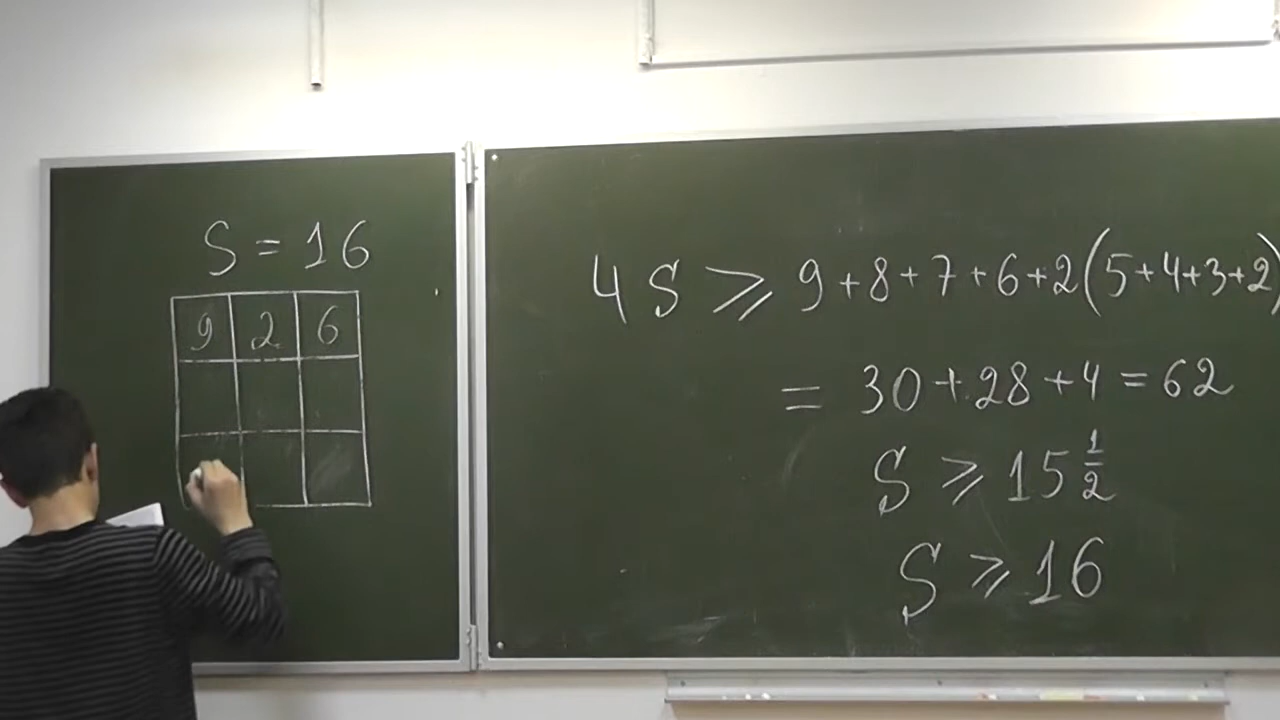 S = 16
9 2 6
4 S ⩾ 9+8+7+6+2(5+4+3+2)
= 30+28+4=62
S ⩾ 15 1/2
S ⩾ 16